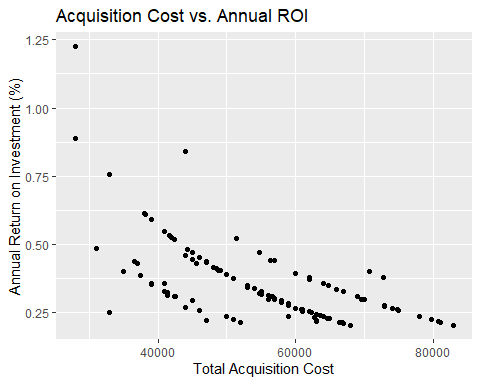 Acquisition Cost vs. Annual ROI
Annual Return on Investment (%)
1.25
1.00
0.75
0.50
0.25
40000 60000 80000
Total Acquisition Cost